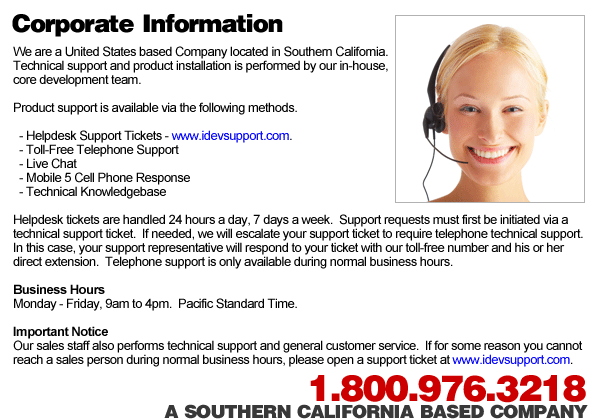 Corporate Information
We are a United States based Company located in Southern California.
Technical support and product installation is performed by our in-house,
core development team.
Product support is available via the following methods.
- Helpdesk Support Tickets - www.idevsupport.com.
- Toll-Free Telephone Support
- Live Chat
- Mobile 5 Cell Phone Response
- Technical Knowledgebase
Helpdesk tickets are handled 24 hours a day, 7 days a week.  Support requests must first be initiated via a
technical support ticket.  If needed, we will escalate your support ticket to require telephone technical support.
In this case, your support representative will respond to your ticket with our toll-free number and his or her
direct extension.  Telephone support is only available during normal business hours.
Business Hours
Monday - Friday, 9am to 4pm.  Pacific Standard Time.
Important Notice
Our sales staff also performs technical support and general customer service.  If for some reason you cannot
reach a sales person during normal business hours, please open a support ticket at www.idevsupport.com.
1.800.976.3218
A SOUTHERN CALIFORNIA BASED COMPANY